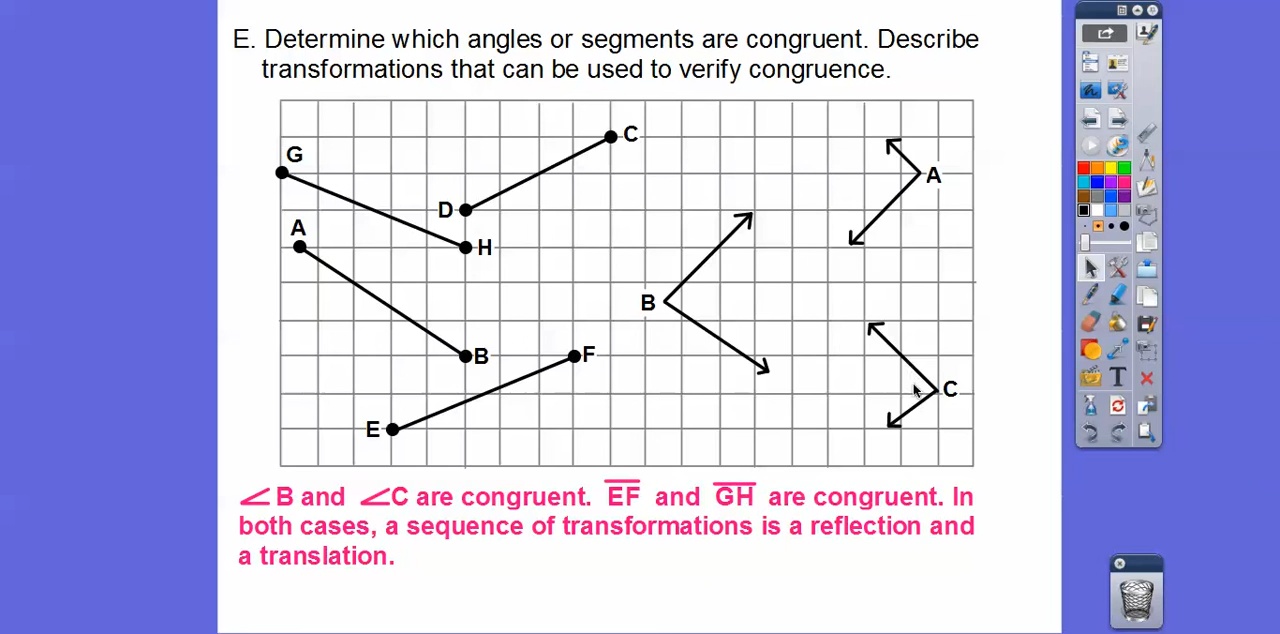 E. Determine which angles or segments are congruent. Describe
transformations that can be used to verify congruence.
G
C
D
H
A
B
F
E
B
A
C
∠B and ∠C are congruent. EF and GH are congruent. In
both cases, a sequence of transformations is a reflection and
a translation.
T